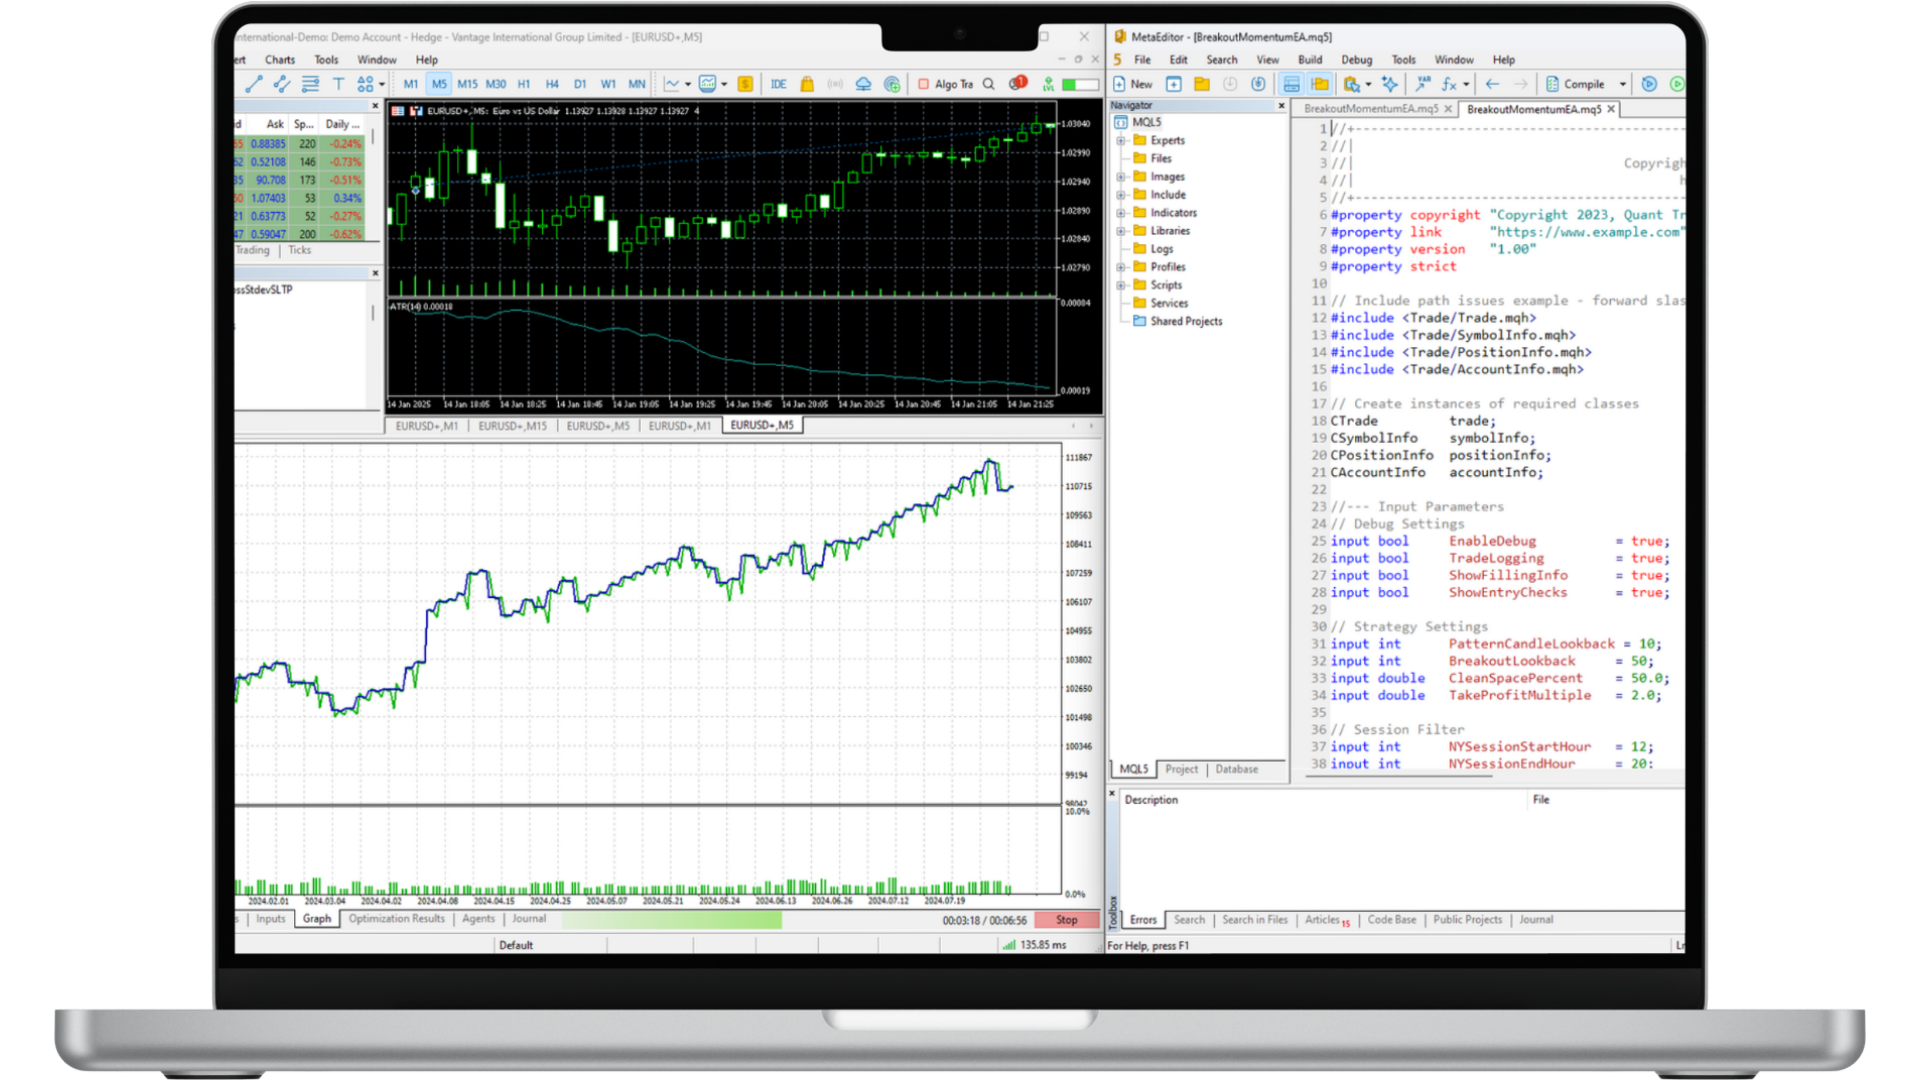 nternational-Demo: Demo Account - Hedge - Vantage International Group Limited - [EURUSD+,M5]
ert Charts Tools Window Help
M1 M5 M15 M30 H1 H4 D1 W1 MN IDE Algo Tra 1
id Ask Sp... Daily ...
65 0.88385 220 -0.24%
62 0.52108 146 -0.73%
35 90.708 173 -0.51%
60 1.07403 53 0.34%
21 0.63773 52 -0.27%
47 0.59047 200 -0.62%
Trading Ticks
ossStdevSLTP
EURUSD+, M5: Euro vs US Dollar 1.13927 1.13928 1.13927 1.13927 4
1.03040
1.02990
1.02940
1.02890
1.02840
1.02790
ATR(14) 0.00018
0.00084
0.00019
14 Jan 2025 14 Jan 18:05 14 Jan 18:25 14 Jan 18:45 14 Jan 19:05 14 Jan 19:25 14 Jan 19:45 14 Jan 20:05 14 Jan 20:25 14 Jan 20:45 14 Jan 21:05 14 Jan 21:25
EURUSD+,M1 EURUSD+,M15 EURUSD+,M5 EURUSD+,M1 EURUSD+,M5
111867
110715
109563
108411
107259
106107
104955
103802
102650
101498
100346
99194
98042
10.0%
0.0%
2024.02.01 2024.03.04 2024.04.02 2024.04.08 2024.04.15 2024.04.25 2024.05.07 2024.05.21 2024.05.24 2024.06.13 2024.06.26 2024.07.12 2024.07.19
s Inputs Graph Optimization Results Agents Journal 00:03:18 / 00:06:56 Stop
Default 135.85 ms
MetaEditor - [BreakoutMomentumEA.mq5]
5 File Edit Search View Build Debug Tools Window Help
New VAR fx Compile
Navigator
MQL5
Experts
Files
Images
Include
Indicators
Libraries
Logs
Profiles
Scripts
Services
Shared Projects
MQL5 Project Database
BreakoutMomentumEA.mq5 BreakoutMomentumEA.mq5
1 //+-----------------------------------------
2 //|
3 //| Copyrigh
4 //| h
5 //+-----------------------------------------
6 #property copyright "Copyright 2023, Quant Tr
7 #property link "https://www.example.com"
8 #property version "1.00"
9 #property strict
10
11 // Include path issues example - forward slas
12 #include <Trade/Trade.mqh>
13 #include <Trade/SymbolInfo.mqh>
14 #include <Trade/PositionInfo.mqh>
15 #include <Trade/AccountInfo.mqh>
16
17 // Create instances of required classes
18 CTrade trade;
19 CSymbolInfo symbolInfo;
20 CPositionInfo positionInfo;
21 CAccountInfo accountInfo;
22
23 //--- Input Parameters
24 // Debug Settings
25 input bool EnableDebug = true;
26 input bool TradeLogging = true;
27 input bool ShowFillingInfo = true;
28 input bool ShowEntryChecks = true;
29
30 // Strategy Settings
31 input int PatternCandleLookback = 10;
32 input int BreakoutLookback = 50;
33 input double CleanSpacePercent = 50.0;
34 input double TakeProfitMultiple = 2.0;
35
36 // Session Filter
37 input int NYSessionStartHour = 12;
38 input int NYSessionEndHour = 20;
Description File
Toolbox
Errors Search Search in Files Articles 15 Code Base Public Projects Journal
For Help, press F1 Ln